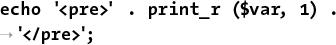 echo '<pre>' . print_r ($var, 1) .
→ '</pre>';